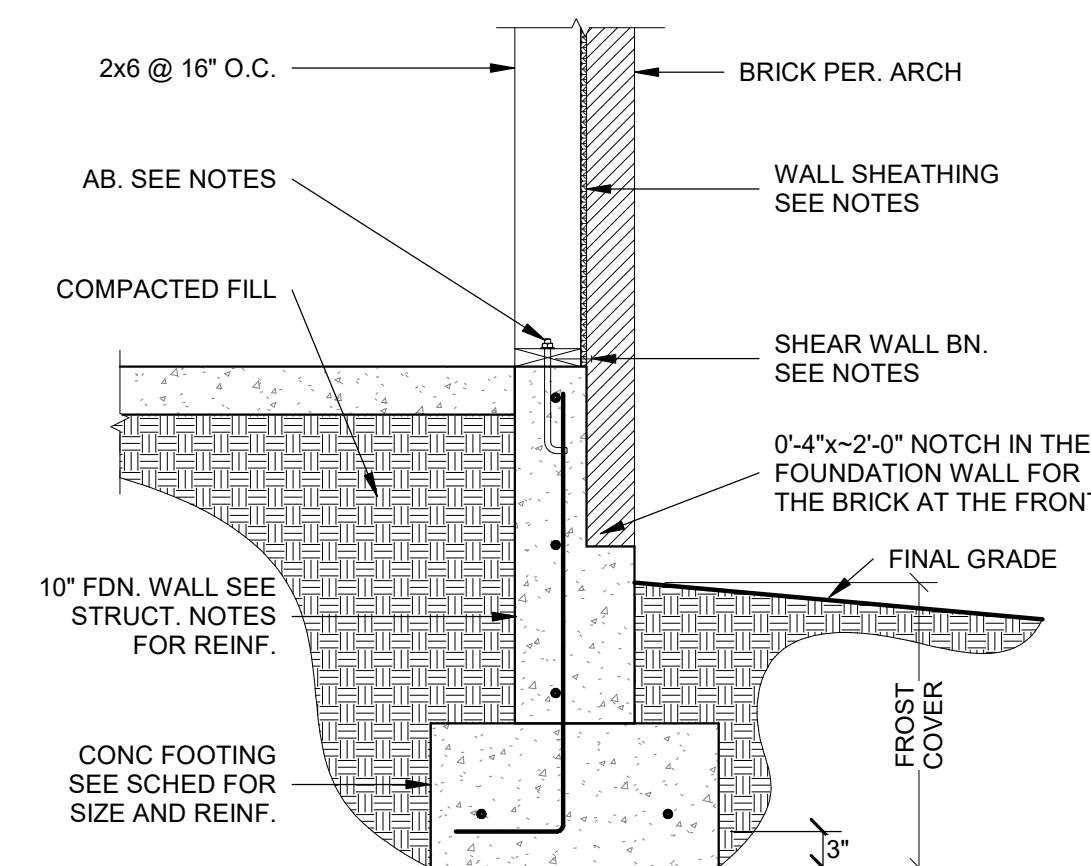 2x6 @ 16" O.C.
BRICK PER. ARCH
AB. SEE NOTES
WALL SHEATHING
SEE NOTES
COMPACTED FILL
SHEAR WALL BN.
SEE NOTES
0'-4"x~2'-0" NOTCH IN THE
FOUNDATION WALL FOR
THE BRICK AT THE FRONT
FINAL GRADE
10" FDN. WALL SEE
STRUCT. NOTES
FOR REINF.
FROST
COVER
CONC FOOTING
SEE SCHED FOR
SIZE AND REINF.
3"